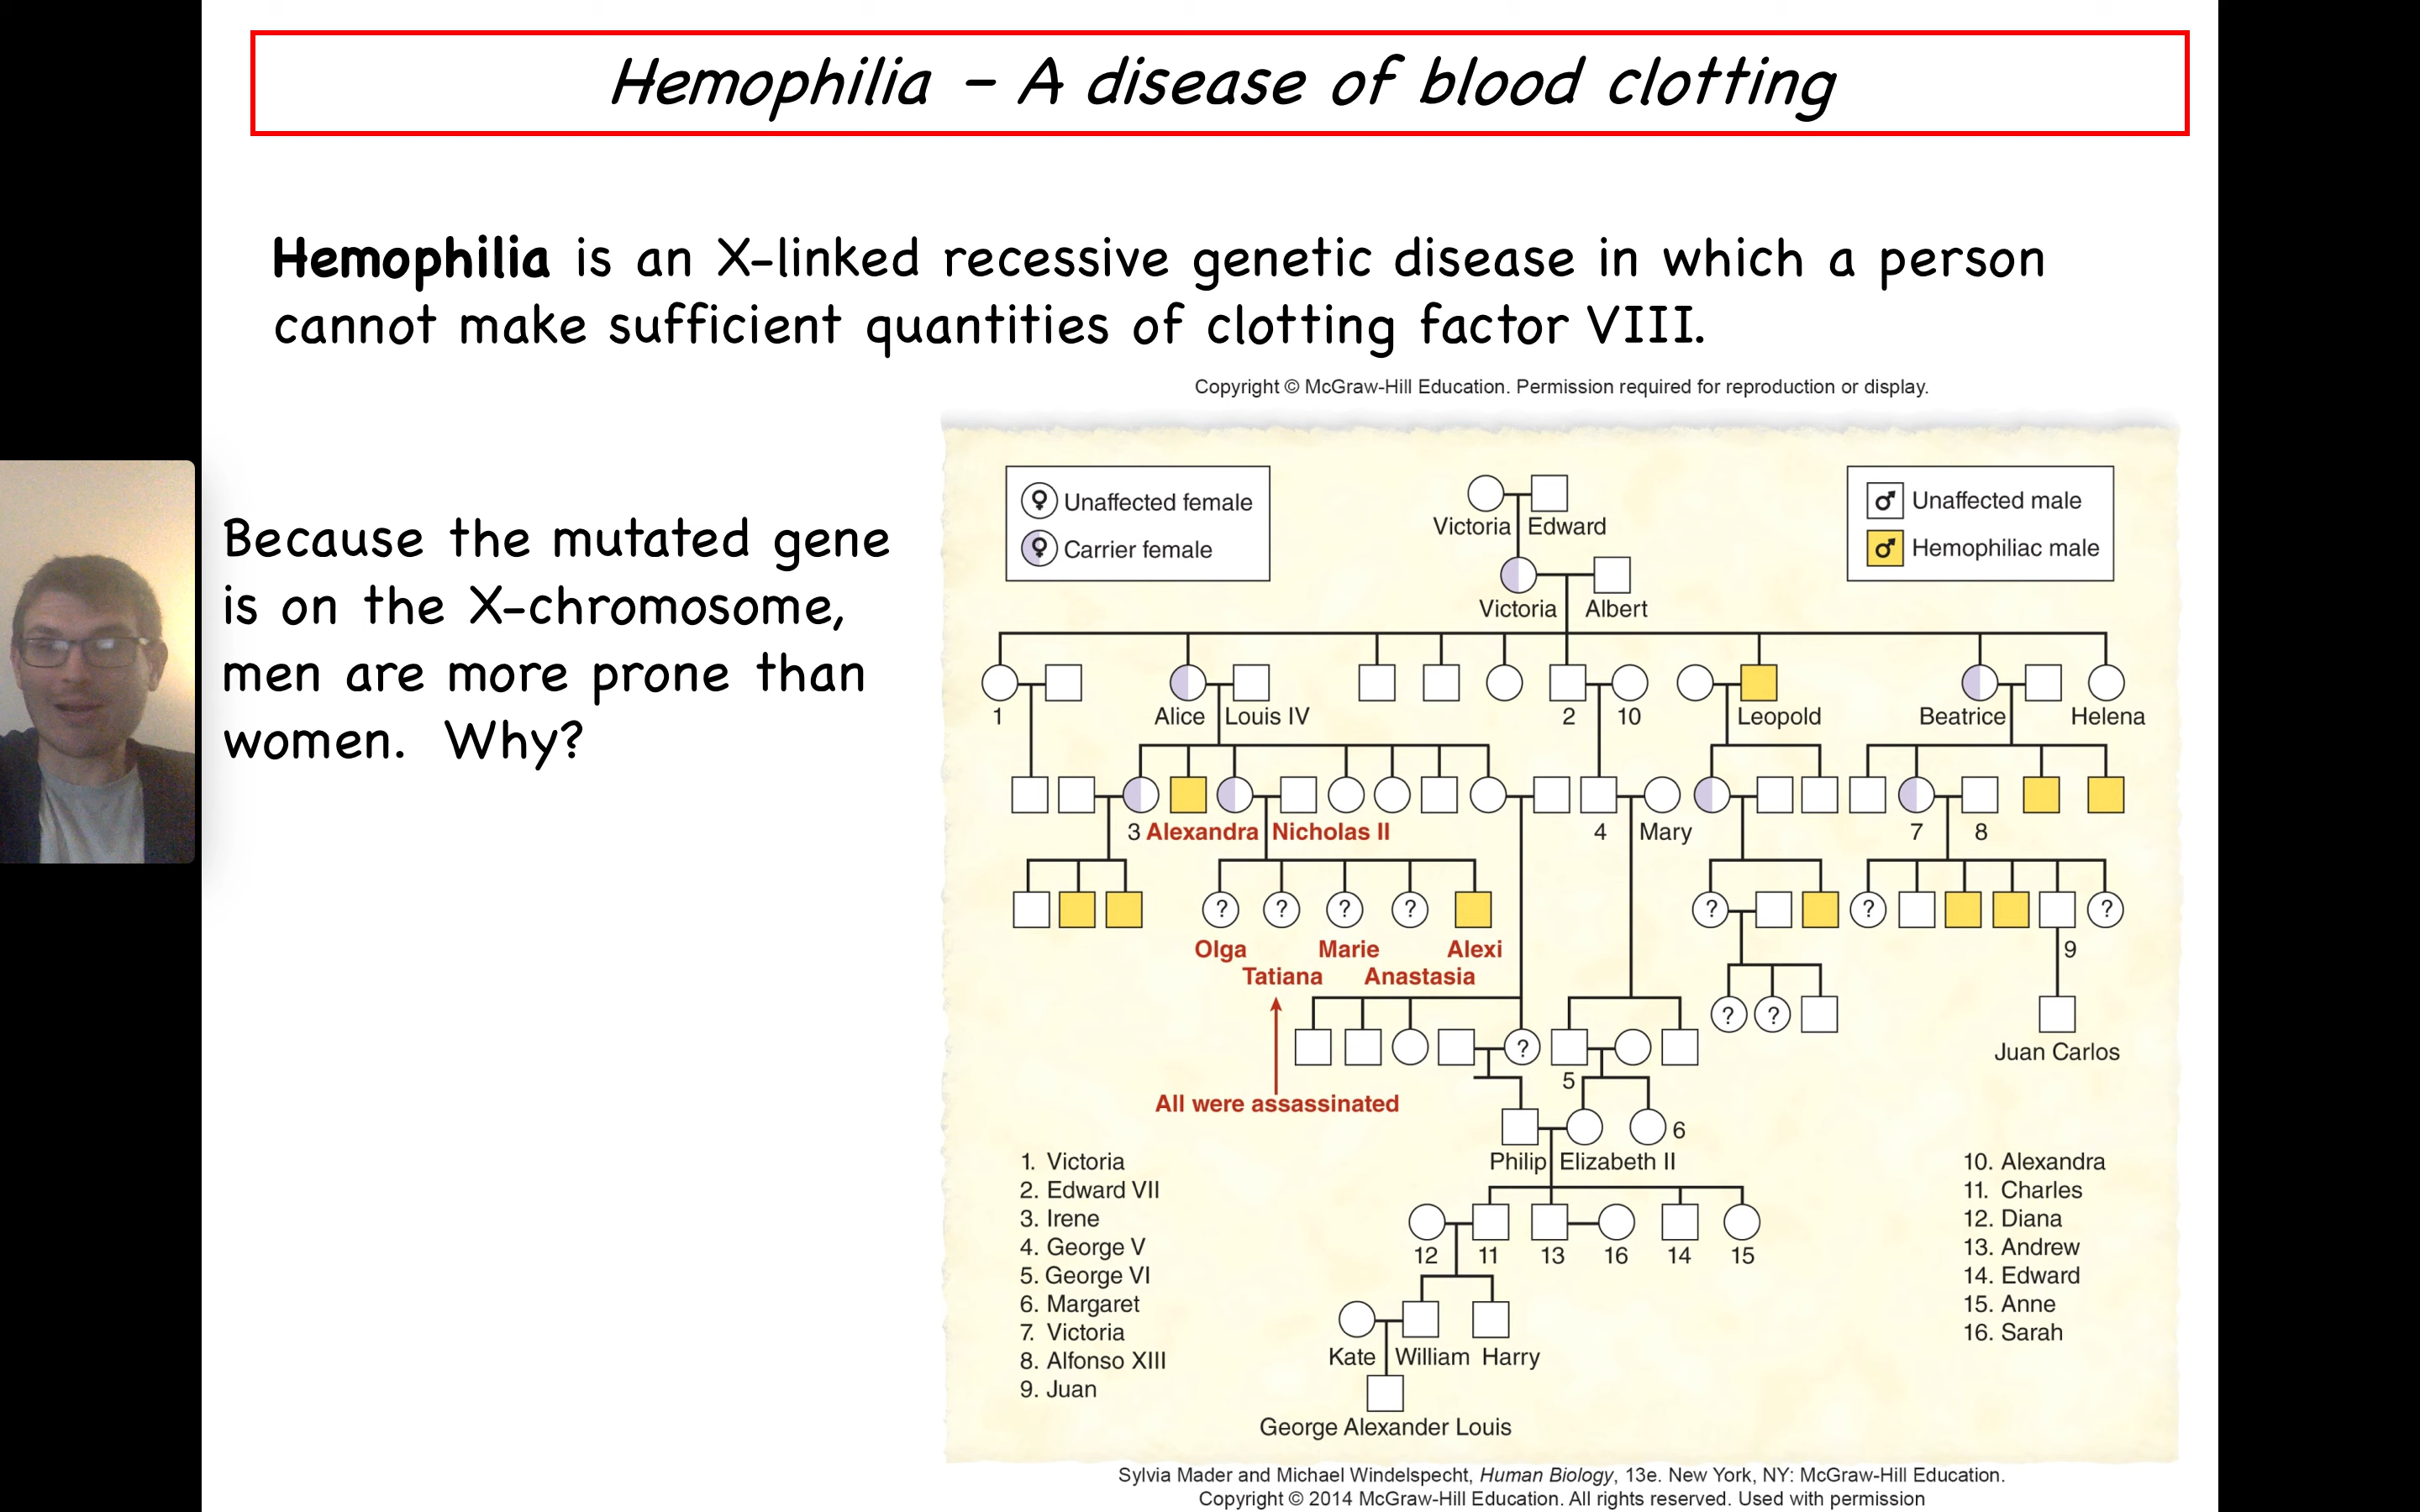 Hemophilia – A disease of blood clotting
Hemophilia is an X-linked recessive genetic disease in which a person
cannot make sufficient quantities of clotting factor VIII.
Copyright © McGraw-Hill Education. Permission required for reproduction or display.
Because the mutated gene
is on the X-chromosome,
men are more prone than
women. Why?
♀ Unaffected female
♀ Carrier female
♂ Unaffected male
♂ Hemophiliac male
Victoria Edward
Victoria Albert
1 Alice Louis IV 2 10 Leopold Beatrice Helena
3 Alexandra Nicholas II 4 Mary 7 8
? ? ? ? ? ? ?
Olga Marie Alexi 9
Tatiana Anastasia
? ?
?
Juan Carlos
5
All were assassinated
6
Philip Elizabeth II
12 11 13 16 14 15
Kate William Harry
George Alexander Louis
1. Victoria
2. Edward VII
3. Irene
4. George V
5. George VI
6. Margaret
7. Victoria
8. Alfonso XIII
9. Juan
10. Alexandra
11. Charles
12. Diana
13. Andrew
14. Edward
15. Anne
16. Sarah
Sylvia Mader and Michael Windelspecht, Human Biology, 13e. New York, NY: McGraw-Hill Education.
Copyright © 2014 McGraw-Hill Education. All rights reserved. Used with permission